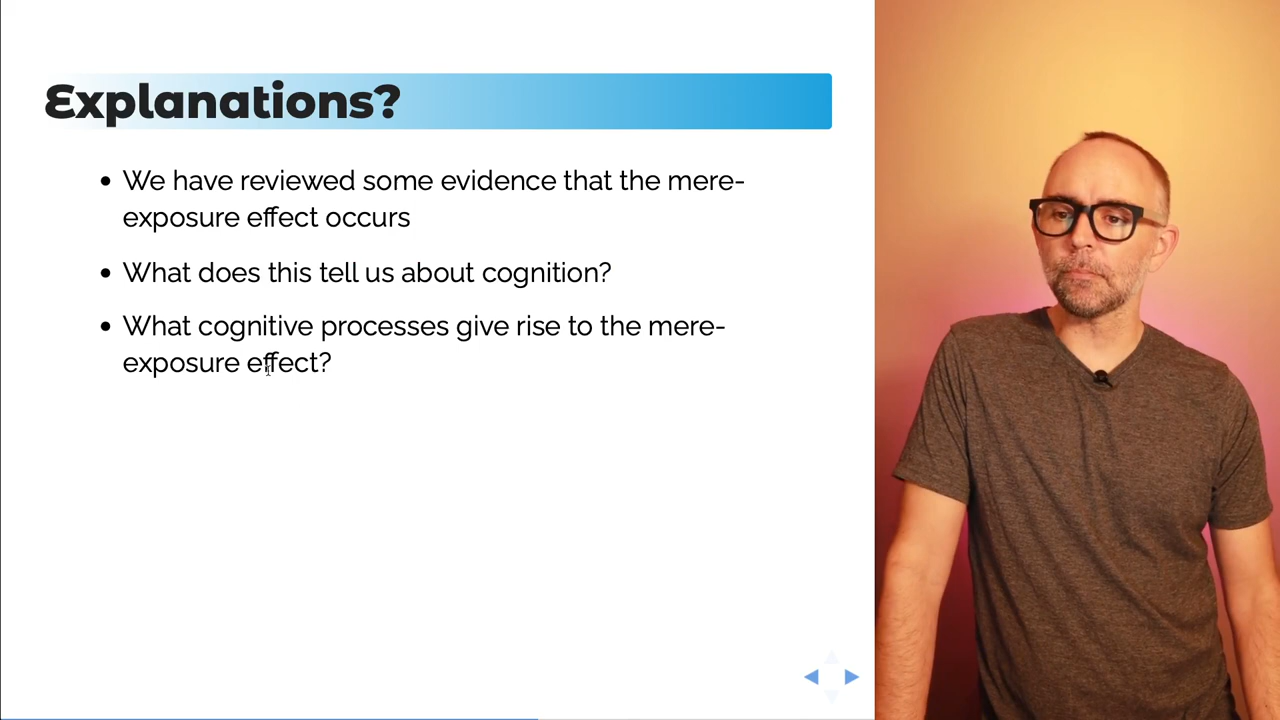 Explanations?
• We have reviewed some evidence that the mere-
exposure effect occurs
• What does this tell us about cognition?
• What cognitive processes give rise to the mere-
exposure effect?